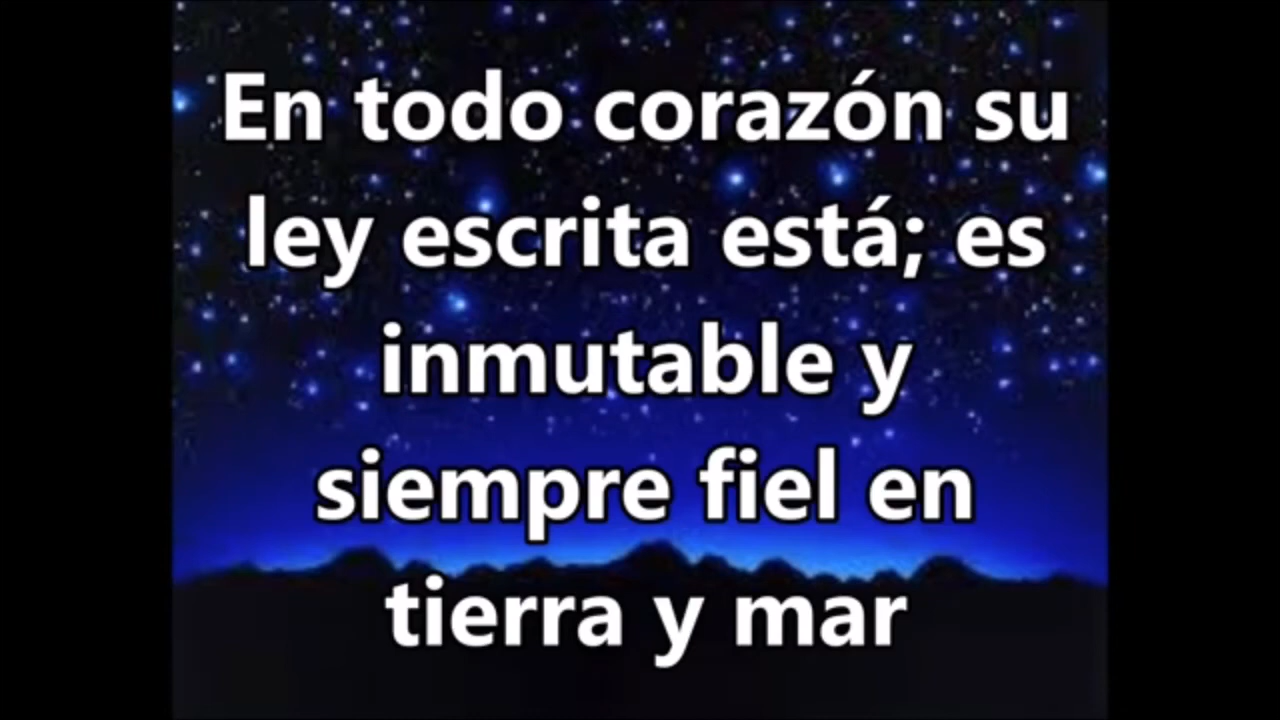 En todo corazón su
ley escrita está; es
inmutable y
siempre fiel en
tierra y mar